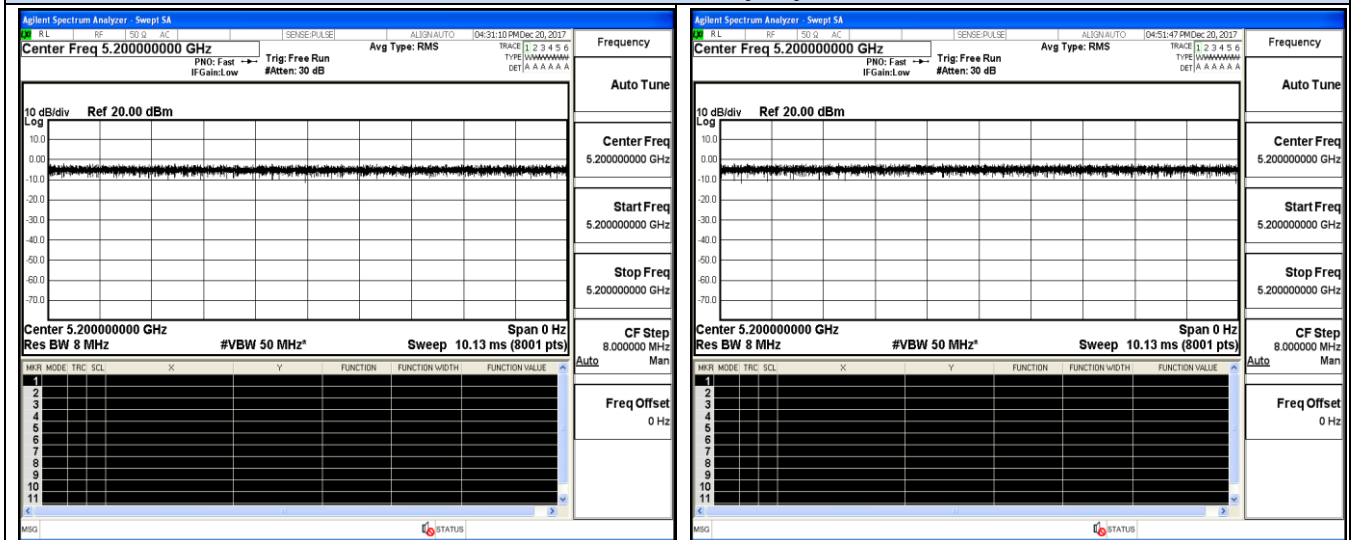 Agilent Spectrum Analyzer - Swept SA
RL RF 50 Ω AC SENSE:PULSE ALIGNAUTO 04:31:10 PM Dec 20, 2017
Center Freq 5.200000000 GHz
Avg Type: RMS
TRACE 1 2 3 4 5 6
TYPE
DET A A A A A A
PNO: Fast
IFGain:Low
Trig: Free Run
#Atten: 30 dB
10 dB/div Ref 20.00 dBm
Log
10.0
0.00
-10.0
-20.0
-30.0
-40.0
-50.0
-60.0
-70.0
Center 5.200000000 GHz Span 0 Hz
Res BW 8 MHz #VBW 50 MHz* Sweep 10.13 ms (8001 pts)
MKR MODE TRC SCL X Y FUNCTION FUNCTION WIDTH FUNCTION VALUE
1
2
3
4
5
6
7
8
9
10
11
MSG STATUS
Frequency
Auto Tune
Center Freq
5.200000000 GHz
Start Freq
5.200000000 GHz
Stop Freq
5.200000000 GHz
CF Step
8.000000 MHz
Auto Man
Freq Offset
0 Hz
Agilent Spectrum Analyzer - Swept SA
RL RF 50 Ω AC SENSE:PULSE ALIGNAUTO 04:51:47 PM Dec 20, 2017
Center Freq 5.200000000 GHz
Avg Type: RMS
TRACE 1 2 3 4 5 6
TYPE
DET A A A A A A
PNO: Fast
IFGain:Low
Trig: Free Run
#Atten: 30 dB
10 dB/div Ref 20.00 dBm
Log
10.0
0.00
-10.0
-20.0
-30.0
-40.0
-50.0
-60.0
-70.0
Center 5.200000000 GHz Span 0 Hz
Res BW 8 MHz #VBW 50 MHz* Sweep 10.13 ms (8001 pts)
MKR MODE TRC SCL X Y FUNCTION FUNCTION WIDTH FUNCTION VALUE
1
2
3
4
5
6
7
8
9
10
11
MSG STATUS
Frequency
Auto Tune
Center Freq
5.200000000 GHz
Start Freq
5.200000000 GHz
Stop Freq
5.200000000 GHz
CF Step
8.000000 MHz
Auto Man
Freq Offset
0 Hz